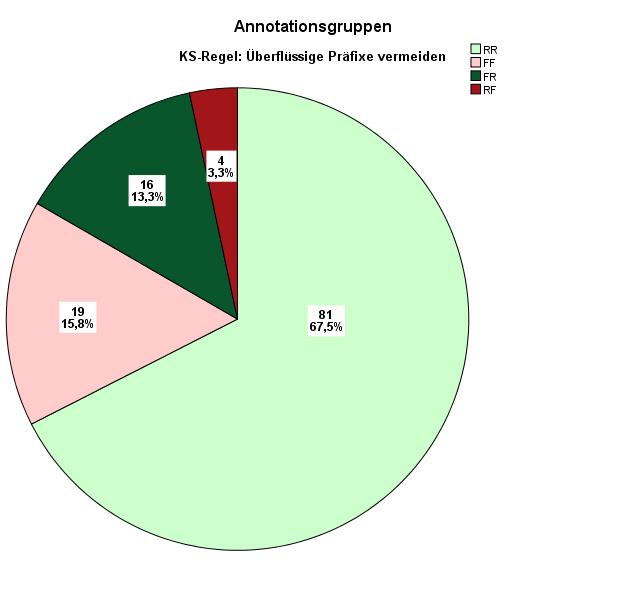 Annotationsgruppen
KS-Regel: Überflüssige Präfixe vermeiden
RR
FF
FR
RF
4
3,3%
16
13,3%
19
15,8%
81
67,5%